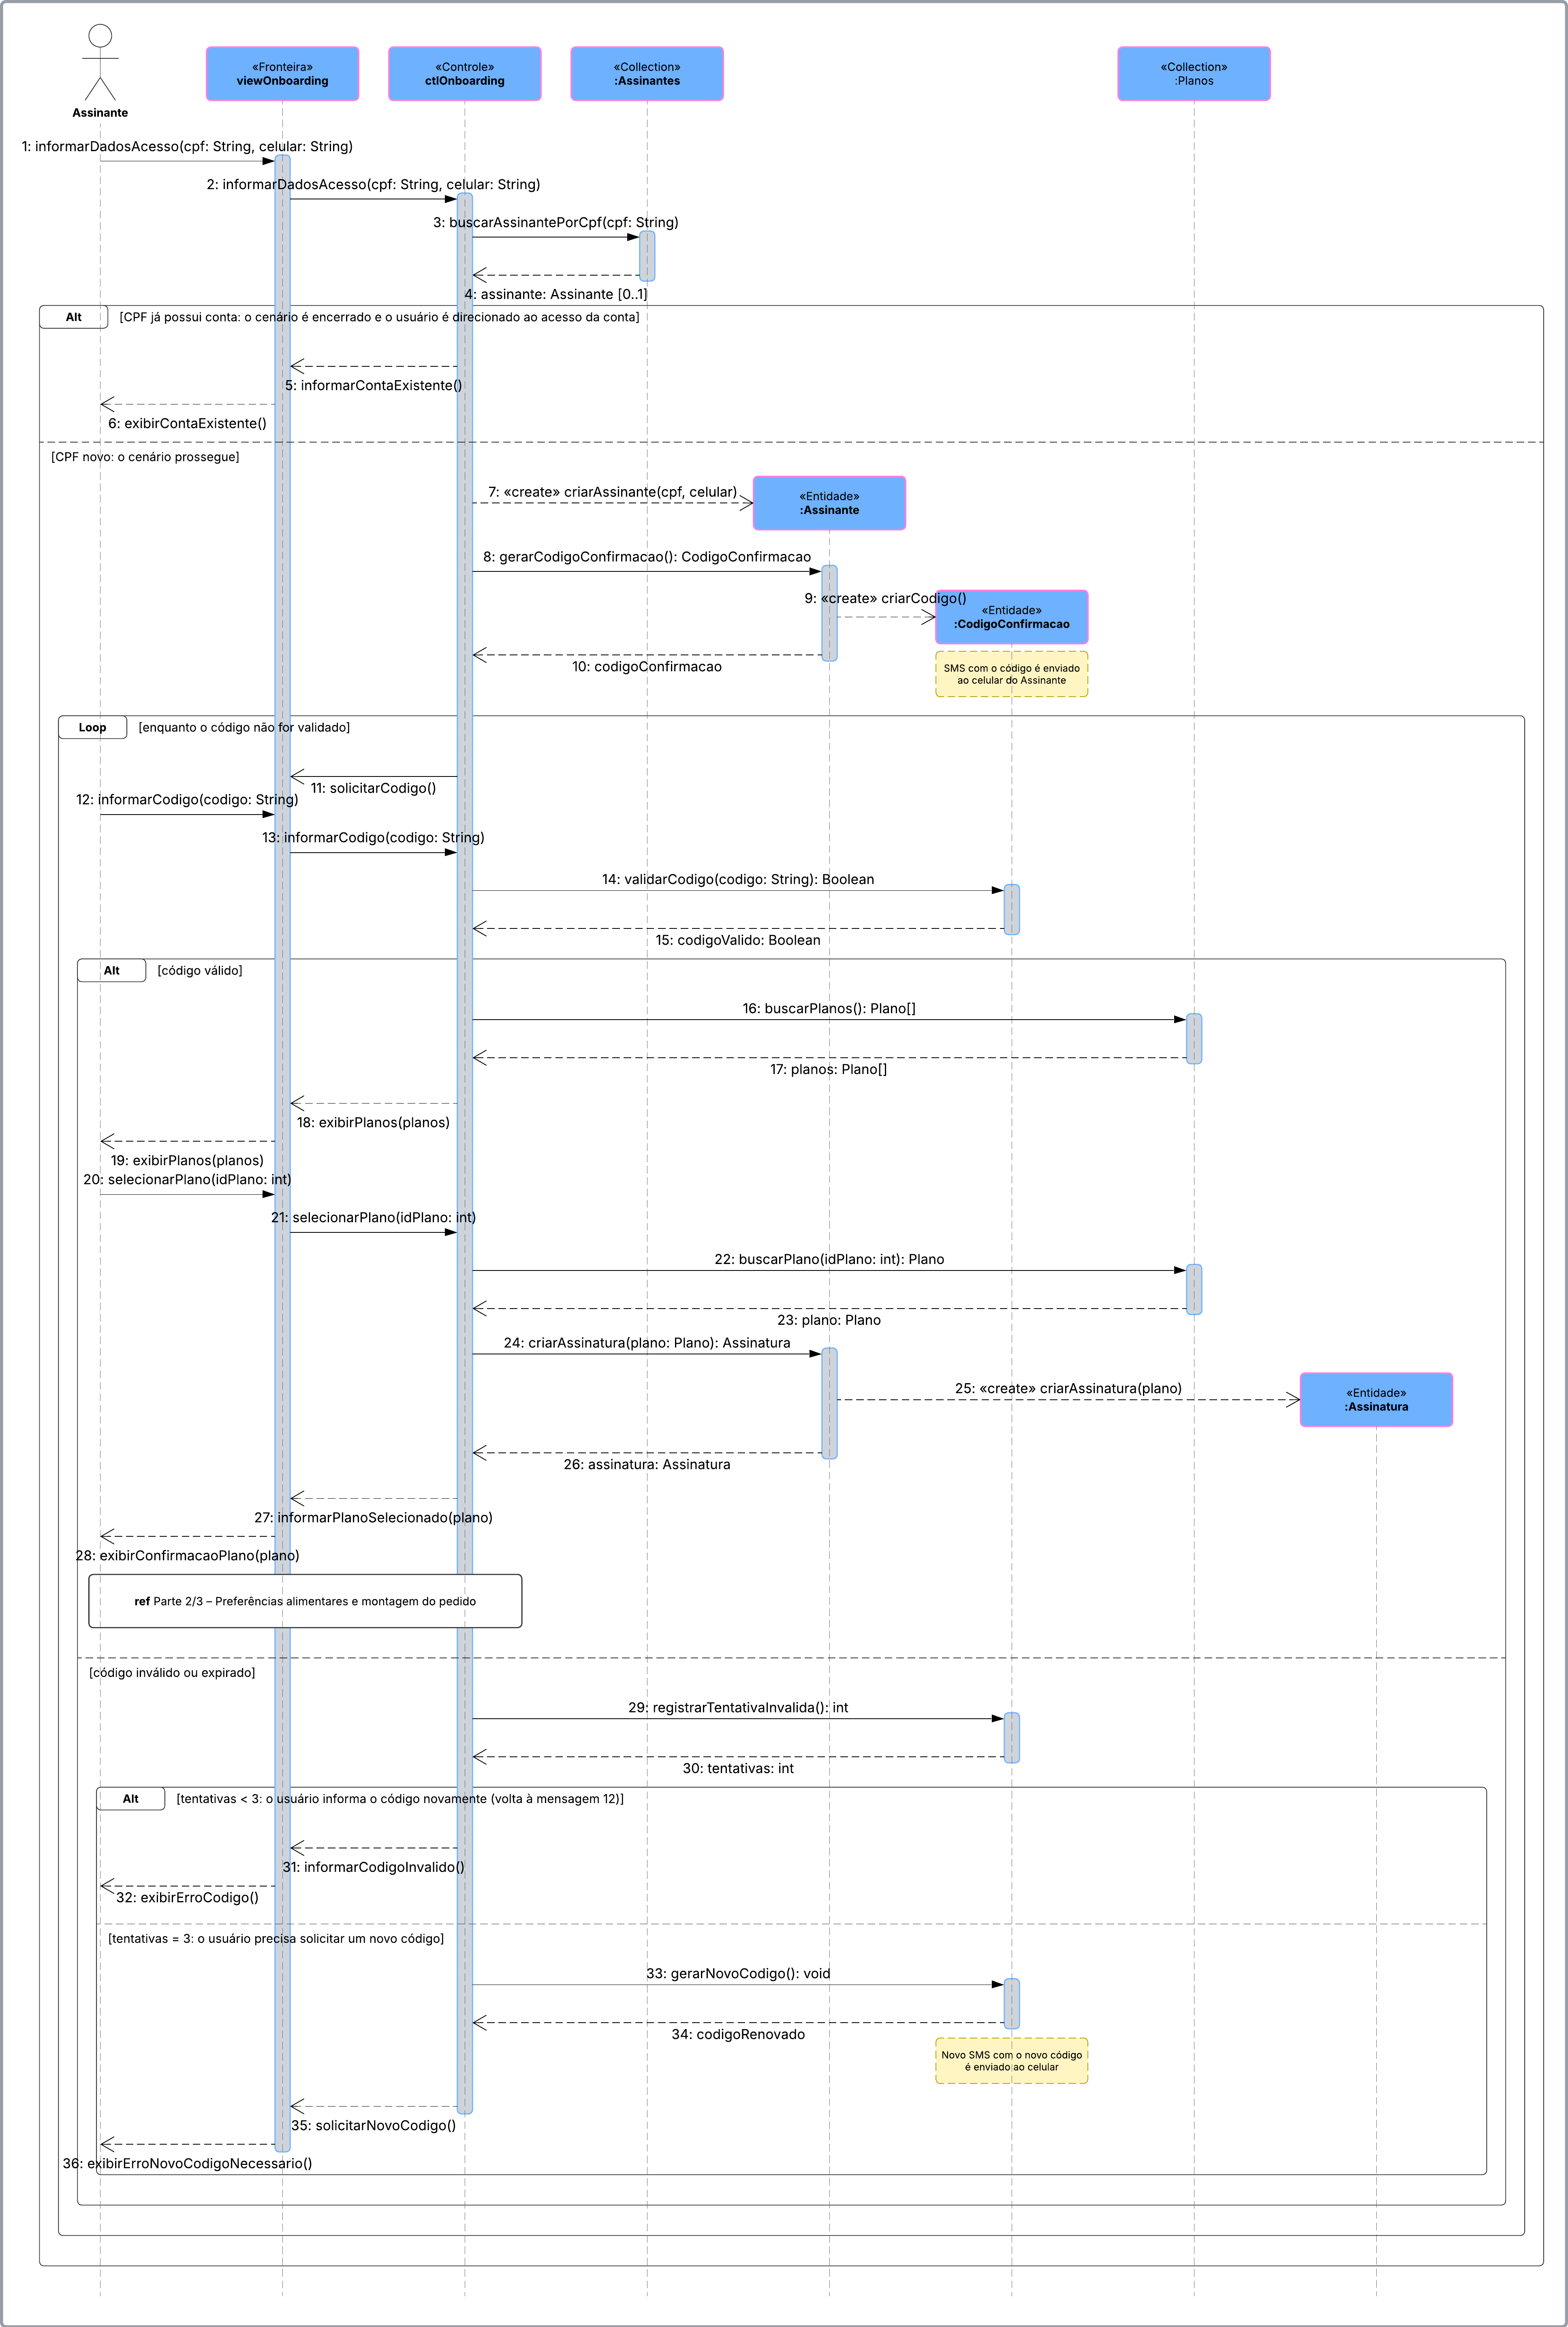 «Fronteira»
viewOnboarding
«Controle»
ctlOnboarding
«Collection»
:Assinantes
«Collection»
:Planos
Assinante
1: informarDadosAcesso(cpf: String, celular: String)
2: informarDadosAcesso(cpf: String, celular: String)
3: buscarAssinantePorCpf(cpf: String)
4: assinante: Assinante [0..1]
Alt
[CPF já possui conta: o cenário é encerrado e o usuário é direcionado ao acesso da conta]
5: informarContaExistente()
6: exibirContaExistente()
[CPF novo: o cenário prossegue]
7: «create» criarAssinante(cpf, celular)
«Entidade»
:Assinante
8: gerarCodigoConfirmacao(): CodigoConfirmacao
9: «create» criarCodigo()
«Entidade»
:CodigoConfirmacao
10: codigoConfirmacao
SMS com o código é enviado
ao celular do Assinante
Loop
[enquanto o código não for validado]
11: solicitarCodigo()
12: informarCodigo(codigo: String)
13: informarCodigo(codigo: String)
14: validarCodigo(codigo: String): Boolean
15: codigoValido: Boolean
Alt
[código válido]
16: buscarPlanos(): Plano[]
17: planos: Plano[]
18: exibirPlanos(planos)
19: exibirPlanos(planos)
20: selecionarPlano(idPlano: int)
21: selecionarPlano(idPlano: int)
22: buscarPlano(idPlano: int): Plano
23: plano: Plano
24: criarAssinatura(plano: Plano): Assinatura
25: «create» criarAssinatura(plano)
«Entidade»
:Assinatura
26: assinatura: Assinatura
27: informarPlanoSelecionado(plano)
28: exibirConfirmacaoPlano(plano)
ref Parte 2/3 – Preferências alimentares e montagem do pedido
[código inválido ou expirado]
29: registrarTentativaInvalida(): int
30: tentativas: int
Alt
[tentativas < 3: o usuário informa o código novamente (volta à mensagem 12)]
31: informarCodigoInvalido()
32: exibirErroCodigo()
[tentativas = 3: o usuário precisa solicitar um novo código]
33: gerarNovoCodigo(): void
34: codigoRenovado
Novo SMS com o novo código
é enviado ao celular
35: solicitarNovoCodigo()
36: exibirErroNovoCodigoNecessario()